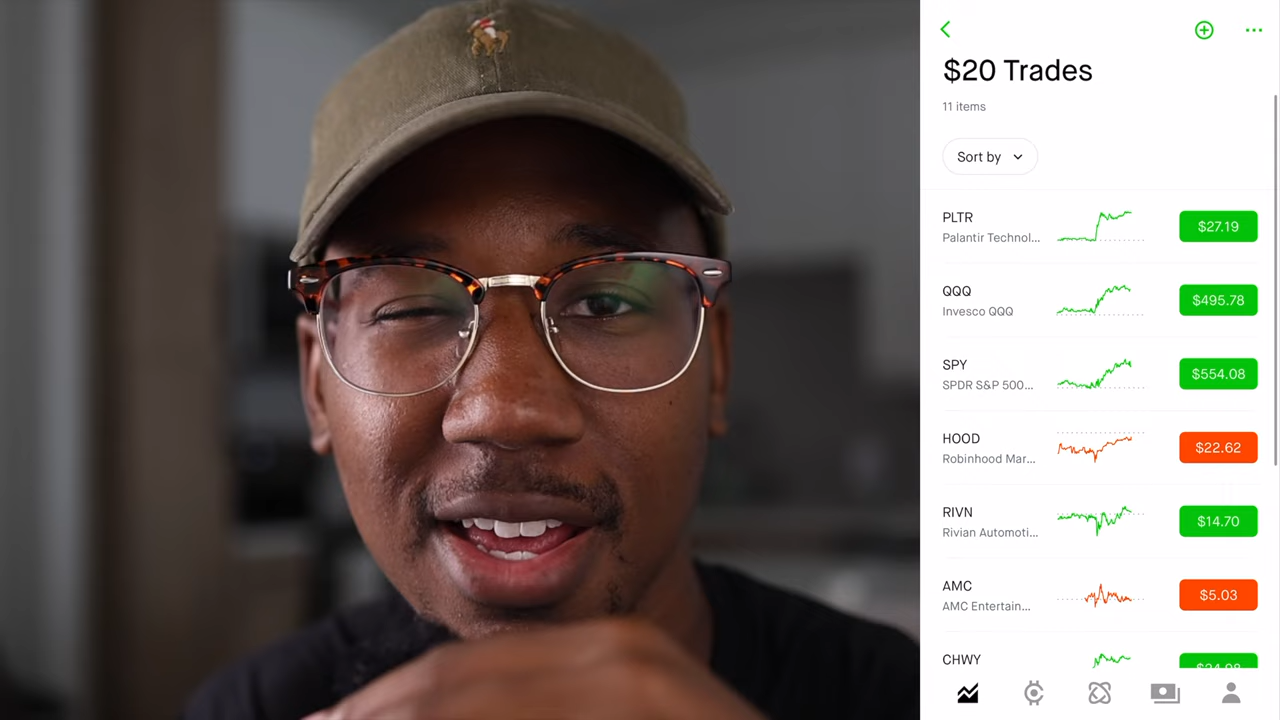 $20 Trades
11 items
Sort by
PLTR
Palantir Technol...
$27.19
QQQ
Invesco QQQ
$495.78
SPY
SPDR S&P 500...
$554.08
HOOD
Robinhood Mar...
$22.62
RIVN
Rivian Automoti...
$14.70
AMC
AMC Entertain...
$5.03
CHWY